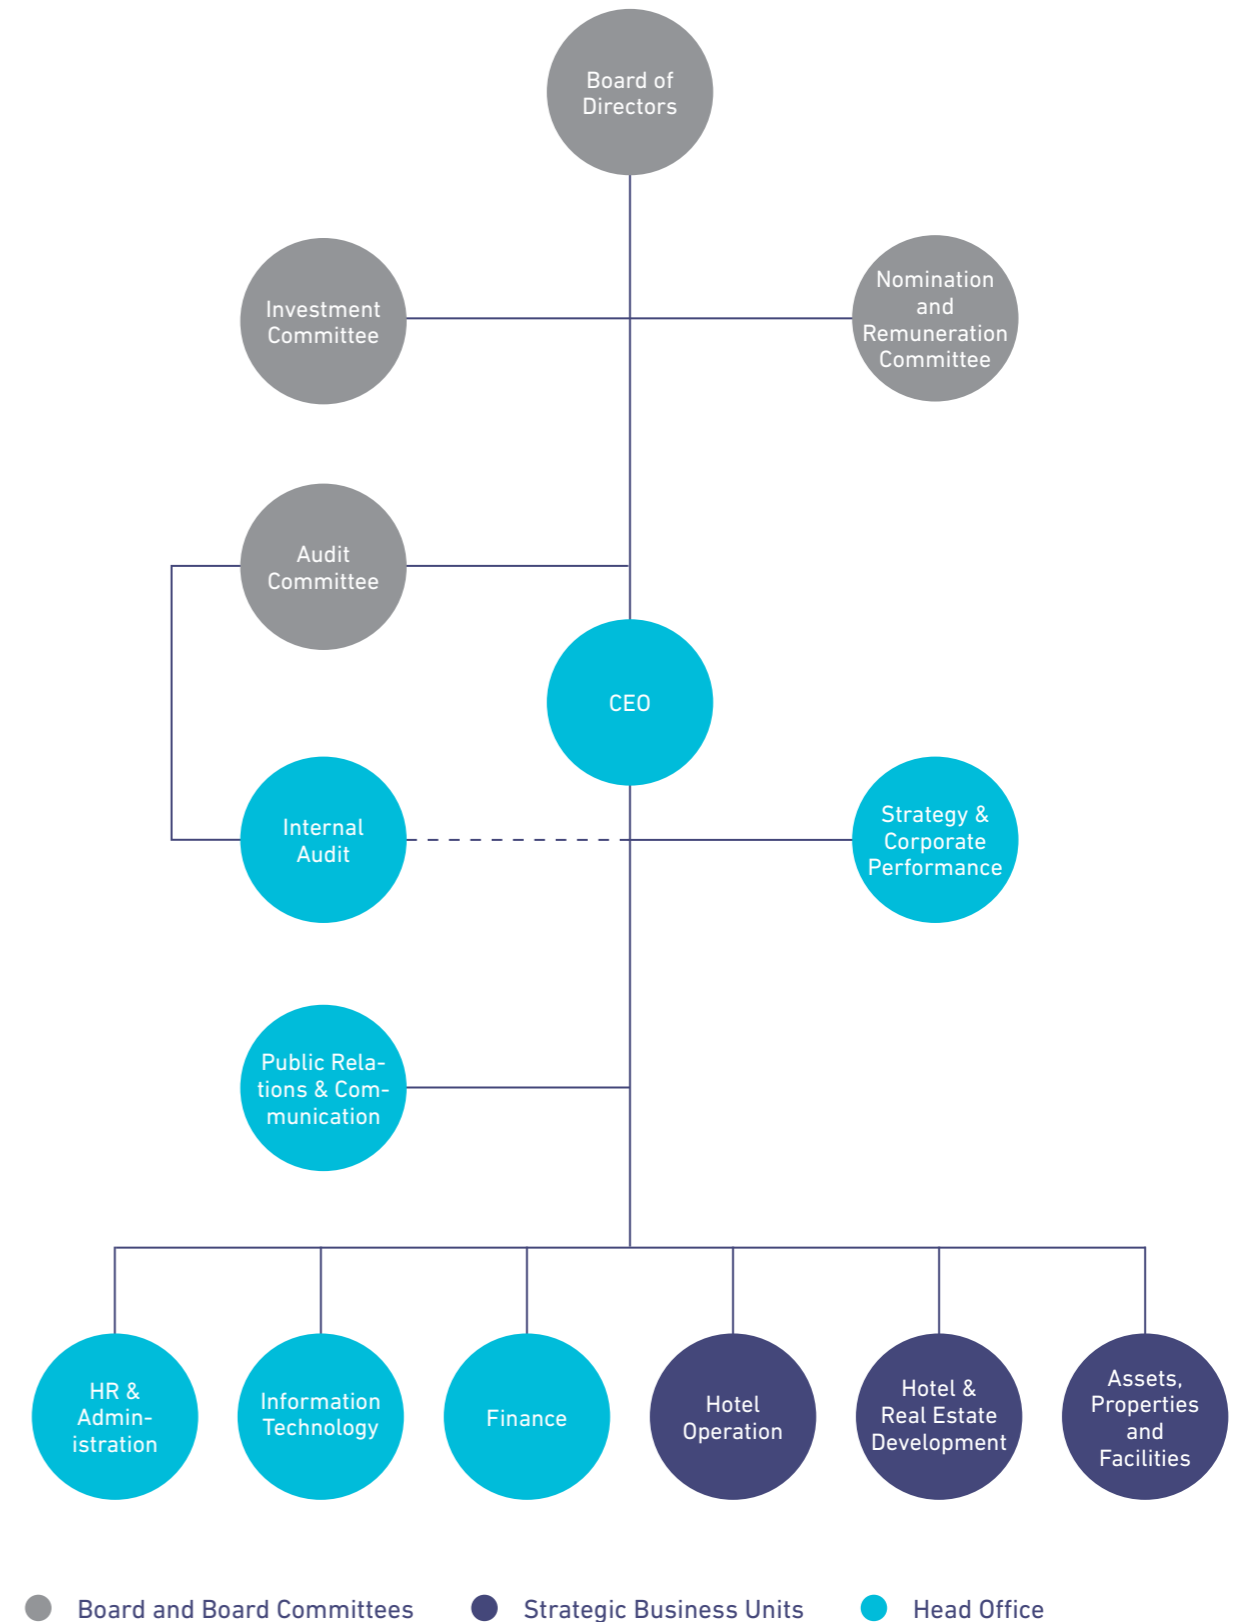 Board of
Directors
Investment
Committee
Nomination
and
Remuneration
Committee
Audit
Committee
CEO
Internal
Audit
Strategy &
Corporate
Performance
Public Rela-
tions & Com-
munication
HR &
Admin-
istration
Information
Technology
Finance
Hotel
Operation
Hotel &
Real Estate
Development
Assets,
Properties
and
Facilities
Board and Board Committees
Strategic Business Units
Head Office